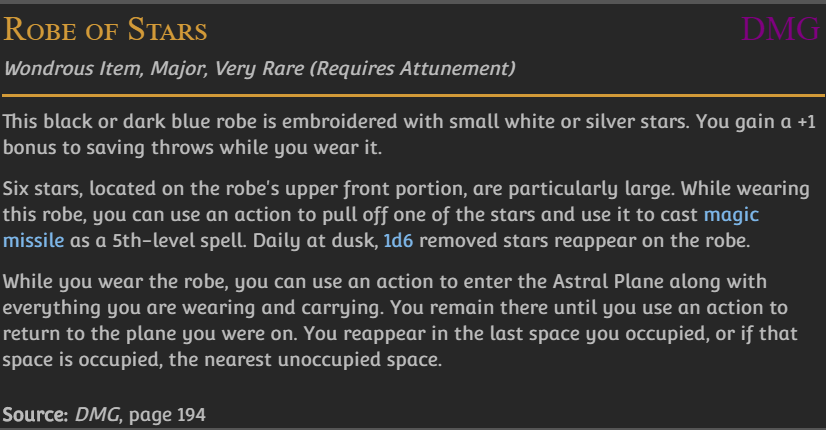 Robe of Stars DMG
Wondrous Item, Major, Very Rare (Requires Attunement)
This black or dark blue robe is embroidered with small white or silver stars. You gain a +1
bonus to saving throws while you wear it.
Six stars, located on the robe's upper front portion, are particularly large. While wearing
this robe, you can use an action to pull off one of the stars and use it to cast magic
missile as a 5th-level spell. Daily at dusk, 1d6 removed stars reappear on the robe.
While you wear the robe, you can use an action to enter the Astral Plane along with
everything you are wearing and carrying. You remain there until you use an action to
return to the plane you were on. You reappear in the last space you occupied, or if that
space is occupied, the nearest unoccupied space.
Source: DMG, page 194